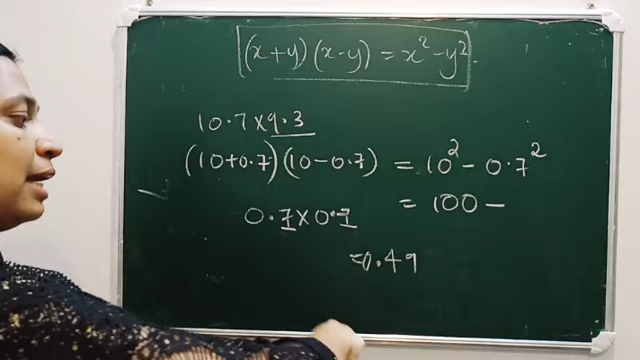 (x+y)(x-y) = x² - y²
10.7×9.3
(10+0.7)(10-0.7) = 10² - 0.7²
= 100 -
0.7×0.7
=0.49